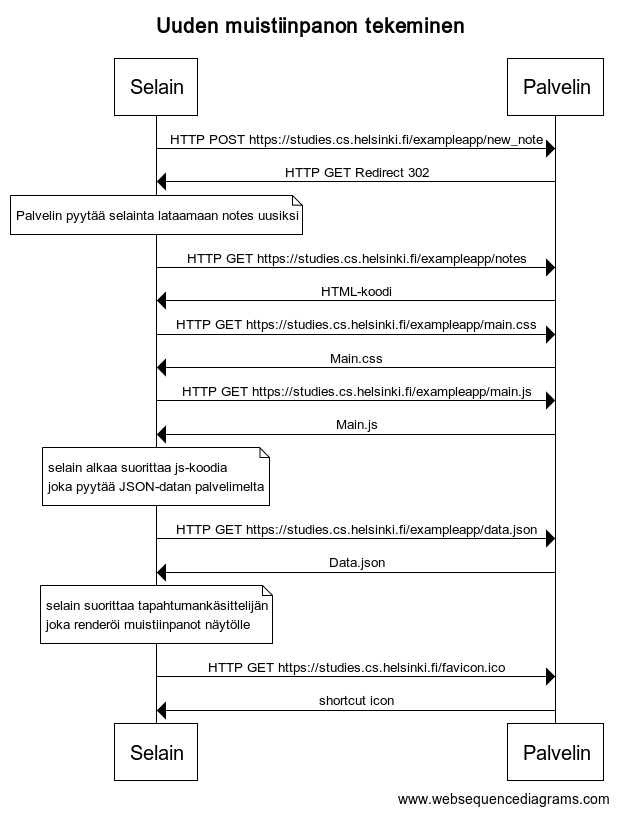 Uuden muistiinpanon tekeminen
Selain
Palvelin
HTTP POST https://studies.cs.helsinki.fi/exampleapp/new_note
HTTP GET Redirect 302
Palvelin pyytää selainta lataamaan notes uusiksi
HTTP GET https://studies.cs.helsinki.fi/exampleapp/notes
HTML-koodi
HTTP GET https://studies.cs.helsinki.fi/exampleapp/main.css
Main.css
HTTP GET https://studies.cs.helsinki.fi/exampleapp/main.js
Main.js
selain alkaa suorittaa js-koodia
joka pyytää JSON-datan palvelimelta
HTTP GET https://studies.cs.helsinki.fi/exampleapp/data.json
Data.json
selain suorittaa tapahtumankäsittelijän
joka renderöi muistiinpanot näytölle
HTTP GET https://studies.cs.helsinki.fi/favicon.ico
shortcut icon
Selain
Palvelin
www.websequencediagrams.com